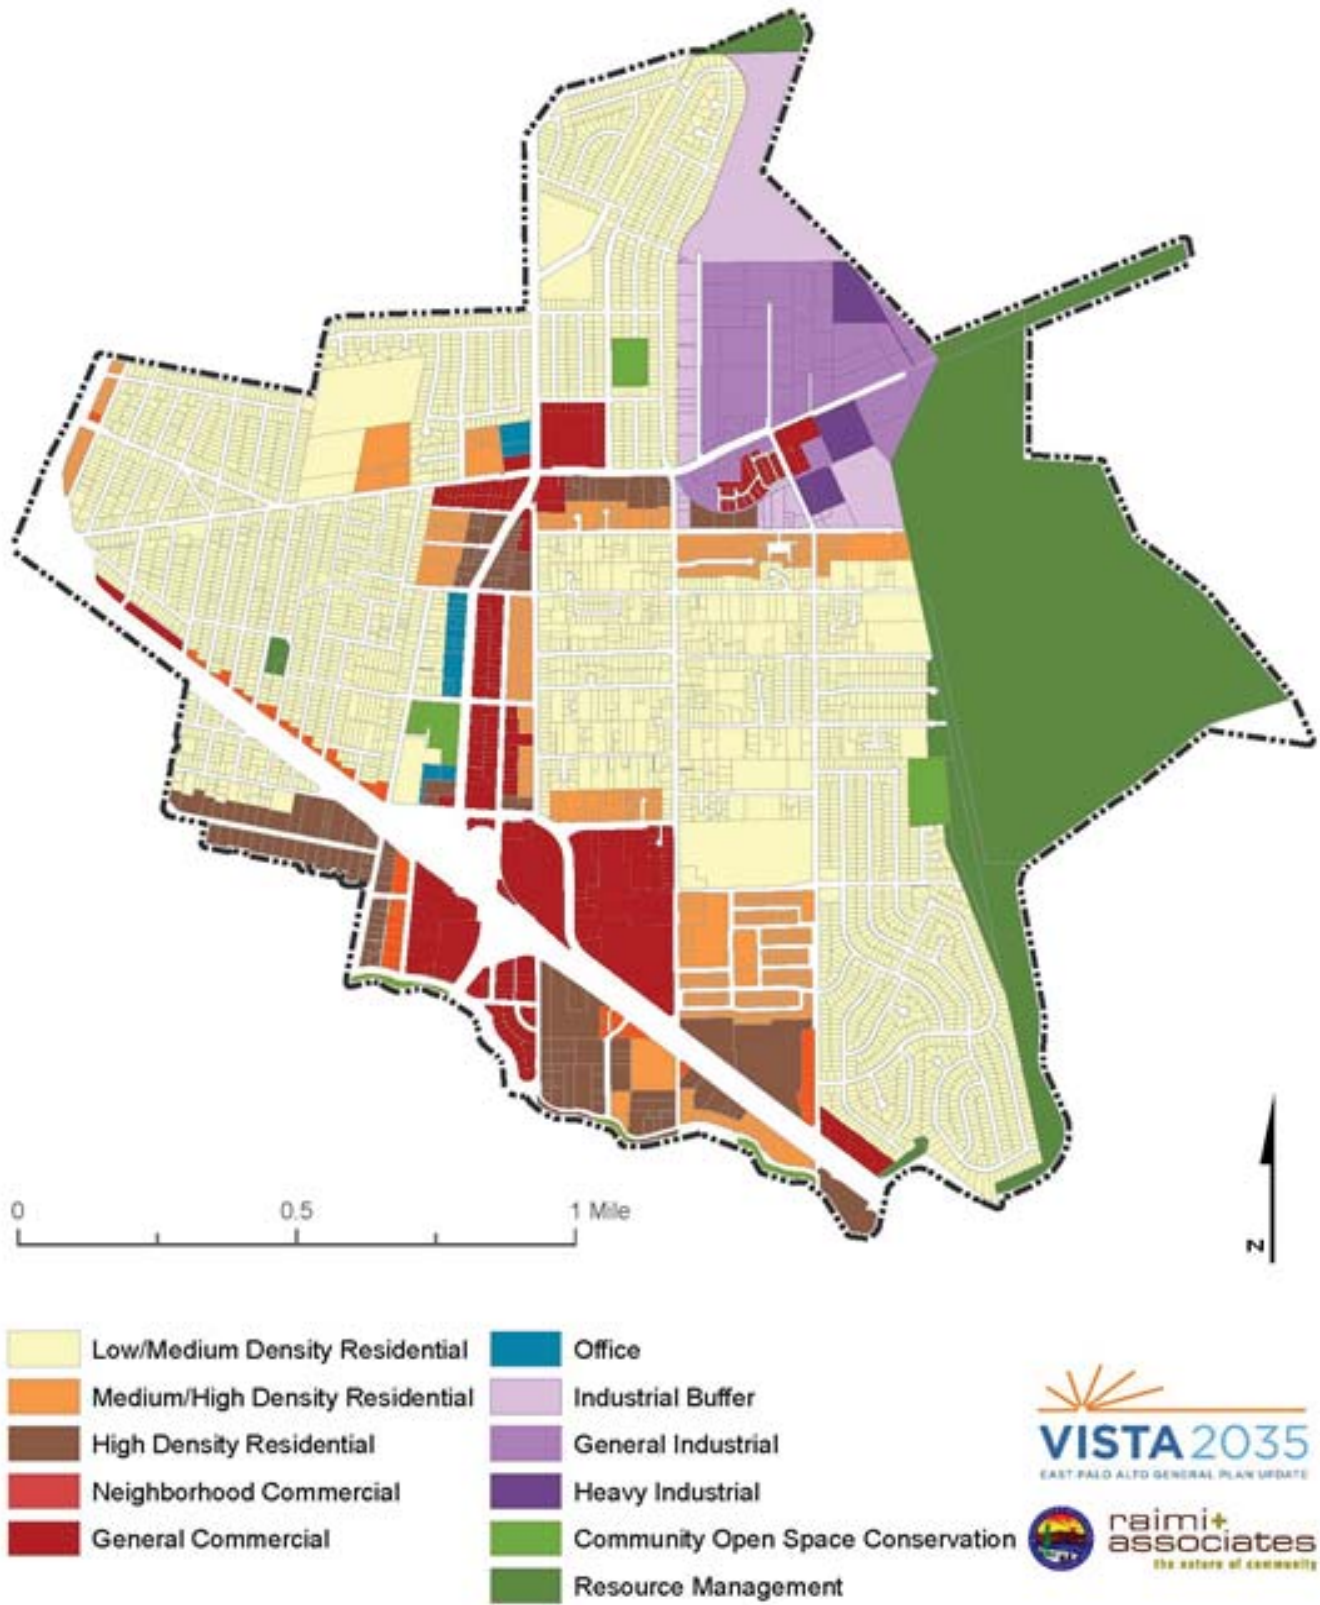 0 0.5 1 Mile
N
Low/Medium Density Residential
Medium/High Density Residential
High Density Residential
Neighborhood Commercial
General Commercial
Office
Industrial Buffer
General Industrial
Heavy Industrial
Community Open Space Conservation
Resource Management
VISTA 2035
EAST PALO ALTO GENERAL PLAN UPDATE
raimi+
associates
the nature of community